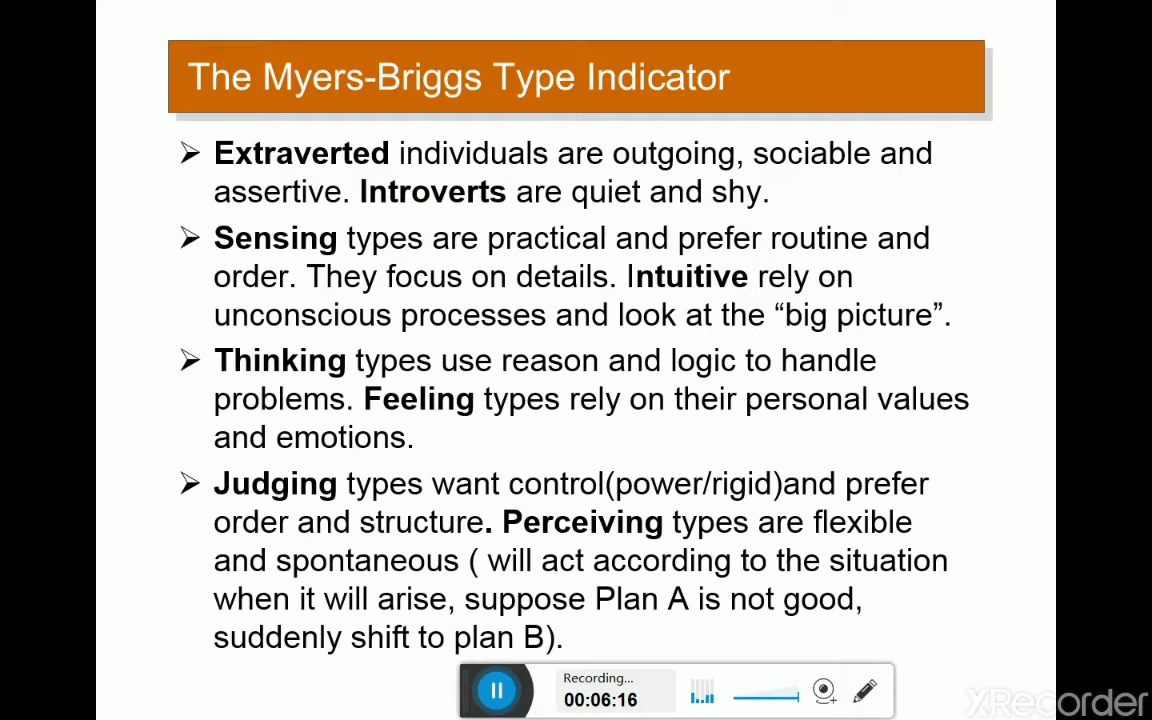 The Myers-Briggs Type Indicator
➢ Extraverted individuals are outgoing, sociable and
assertive. Introverts are quiet and shy.
➢ Sensing types are practical and prefer routine and
order. They focus on details. Intuitive rely on
unconscious processes and look at the “big picture”.
➢ Thinking types use reason and logic to handle
problems. Feeling types rely on their personal values
and emotions.
➢ Judging types want control(power/rigid)and prefer
order and structure. Perceiving types are flexible
and spontaneous ( will act according to the situation
when it will arise, suppose Plan A is not good,
suddenly shift to plan B).
Recording...
00:06:16
XRecorder